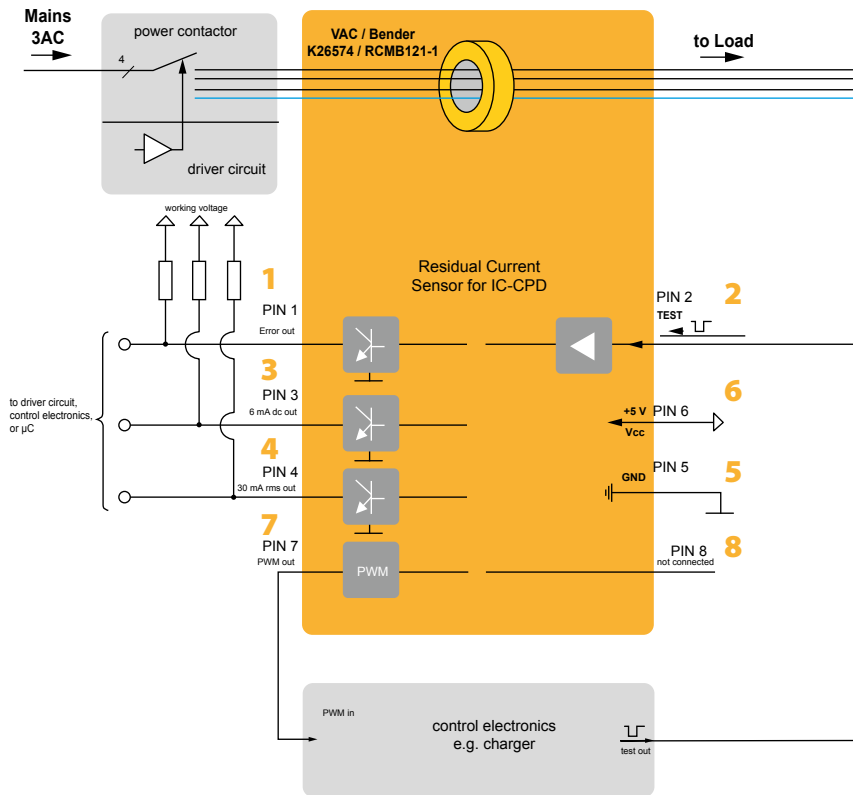 Mains
3AC
4
power contactor
driver circuit
VAC / Bender
K26574 / RCMB121-1
to Load
working voltage
Residual Current
Sensor for IC-CPD
1
PIN 1
Error out
2
PIN 2
TEST
3
PIN 3
6 mA dc out
to driver circuit,
control electronics,
or µC
6
+5 V
PIN 6
Vcc
4
PIN 4
30 mA rms out
5
PIN 5
GND
7
PIN 7
PWM out
PWM
8
PIN 8
not connected
PWM in
control electronics
e.g. charger
test out